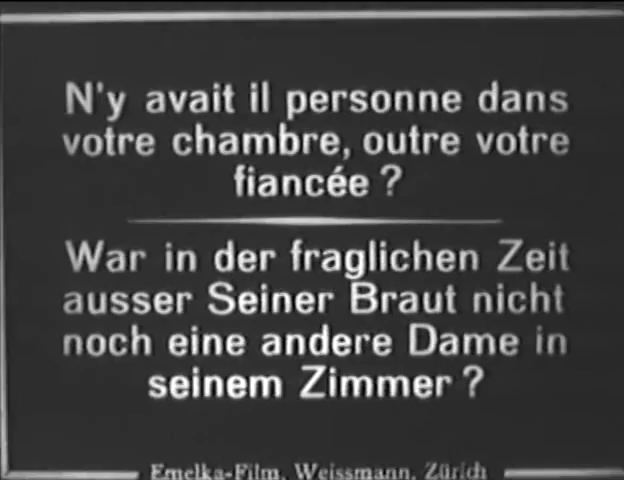 N'y avait il personne dans
votre chambre, outre votre
fiancée ?
War in der fraglichen Zeit
ausser Seiner Braut nicht
noch eine andere Dame in
seinem Zimmer ?
Emelka-Film, Weissmann, Zürich